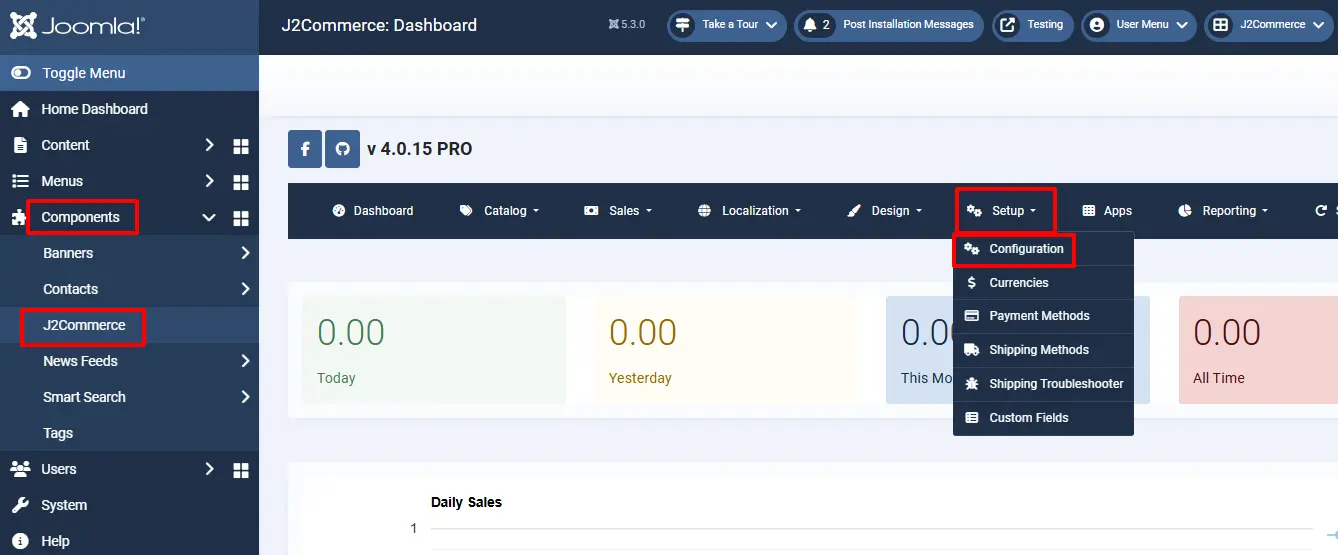 Joomla!®
J2Commerce: Dashboard
5.3.0
Take a Tour
2
Post Installation Messages
Testing
User Menu
J2Commerce
Toggle Menu
Home Dashboard
Content
Menus
Components
Banners
Contacts
J2Commerce
News Feeds
Smart Search
Tags
Users
System
Help
v 4.0.15 PRO
Dashboard
Catalog
Sales
Localization
Design
Setup
Apps
Reporting
Configuration
Currencies
Payment Methods
Shipping Methods
Shipping Troubleshooter
Custom Fields
0.00
Today
0.00
Yesterday
0.0
This Mo
0.00
All Time
Daily Sales
1